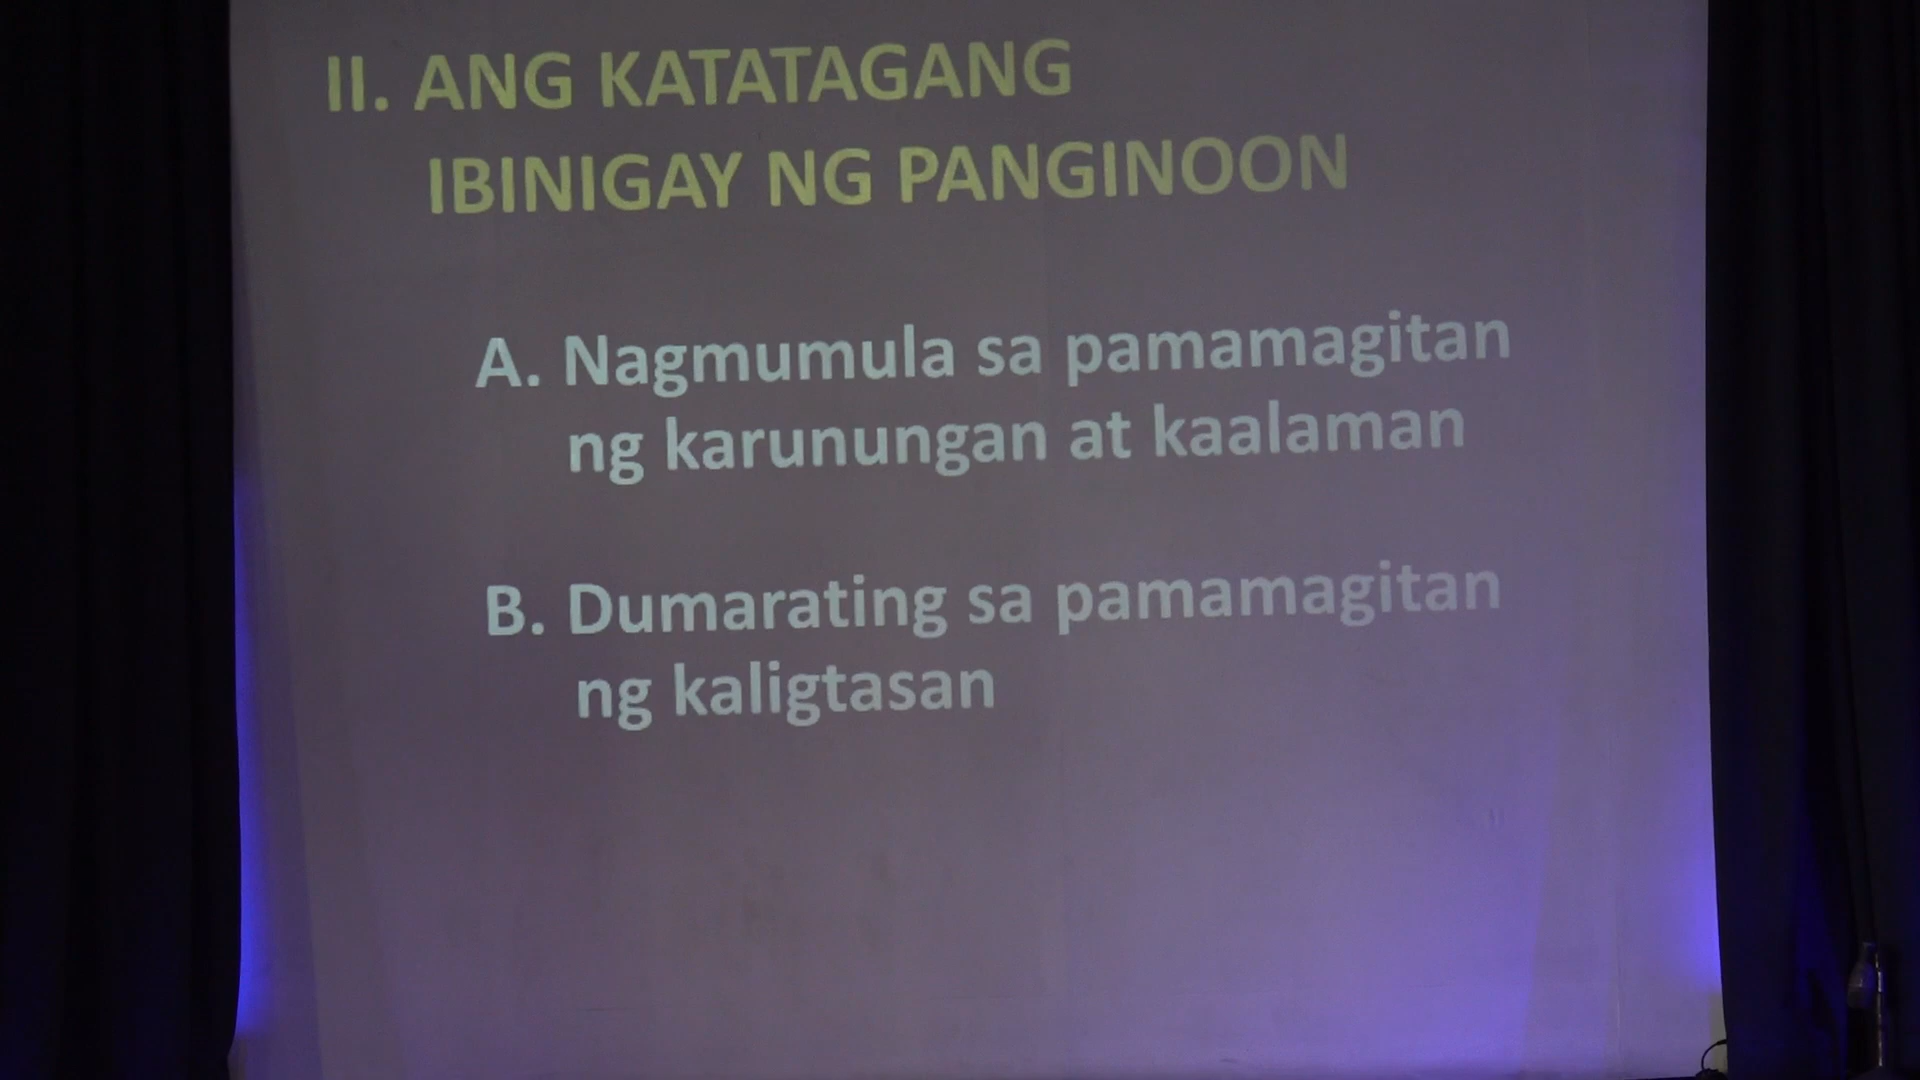 II. ANG KATATAGANG
IBINIGAY NG PANGINOON
A. Nagmumula sa pamamagitan
ng karunungan at kaalaman
B. Dumarating sa pamamagitan
ng kaligtasan